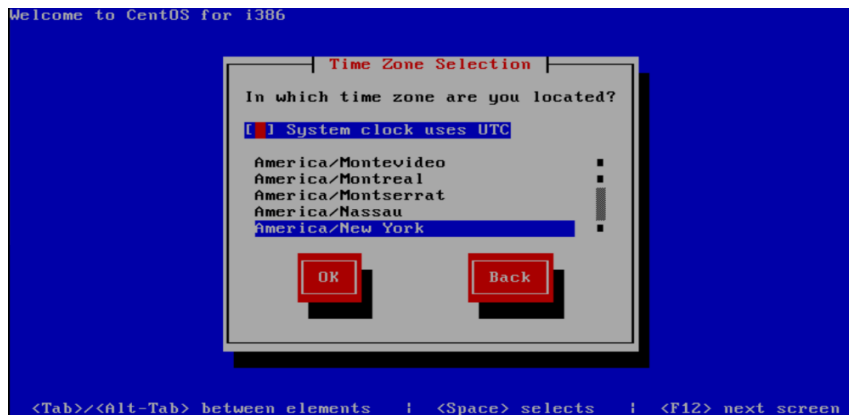 Welcome to CentOS for i386
Time Zone Selection
In which time zone are you located?
[ ] System clock uses UTC
America/Montevideo
America/Montreal
America/Montserrat
America/Nassau
America/New York
OK Back
<Tab>/<Alt-Tab> between elements | <Space> selects | <F12> next screen